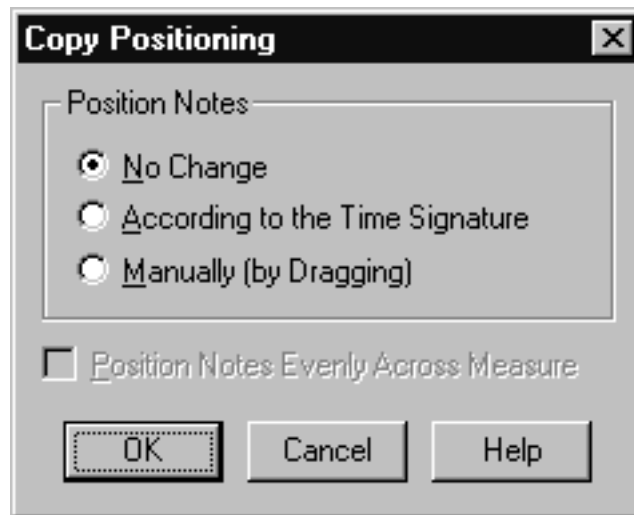 Copy Positioning
Position Notes
No Change
According to the Time Signature
Manually (by Dragging)
Position Notes Evenly Across Measure
OK Cancel Help